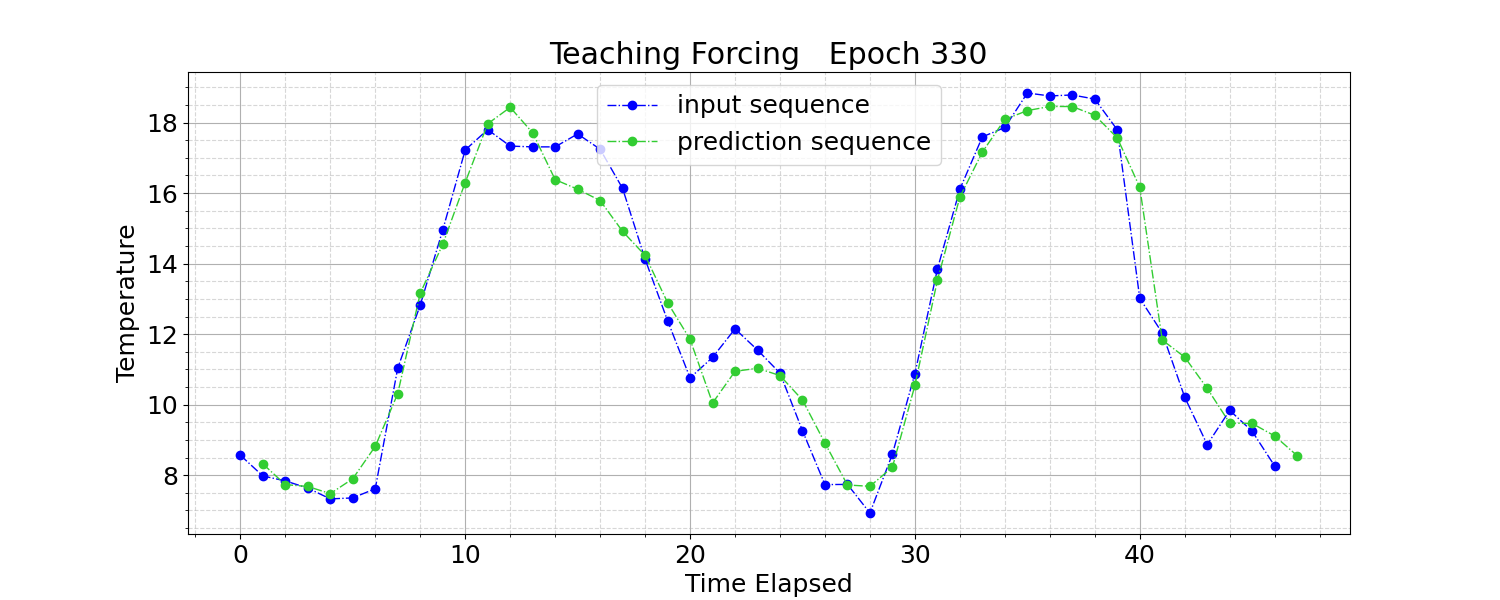 Teaching Forcing   Epoch 330
input sequence
prediction sequence
Temperature
18
16
14
12
10
8
0 10 20 30 40
Time Elapsed